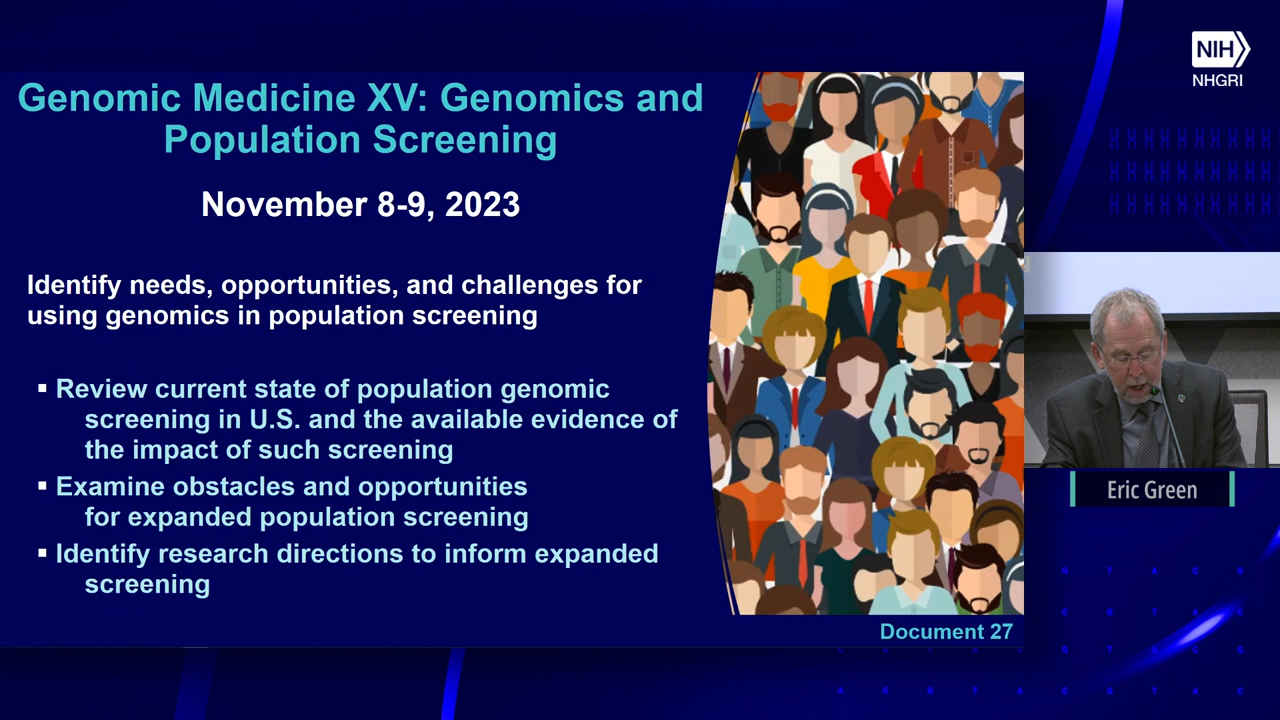 NIH
NHGRI
Genomic Medicine XV: Genomics and
Population Screening
November 8-9, 2023
Identify needs, opportunities, and challenges for
using genomics in population screening
▪ Review current state of population genomic
screening in U.S. and the available evidence of
the impact of such screening
▪ Examine obstacles and opportunities
for expanded population screening
▪ Identify research directions to inform expanded
screening
Document 27
Eric Green